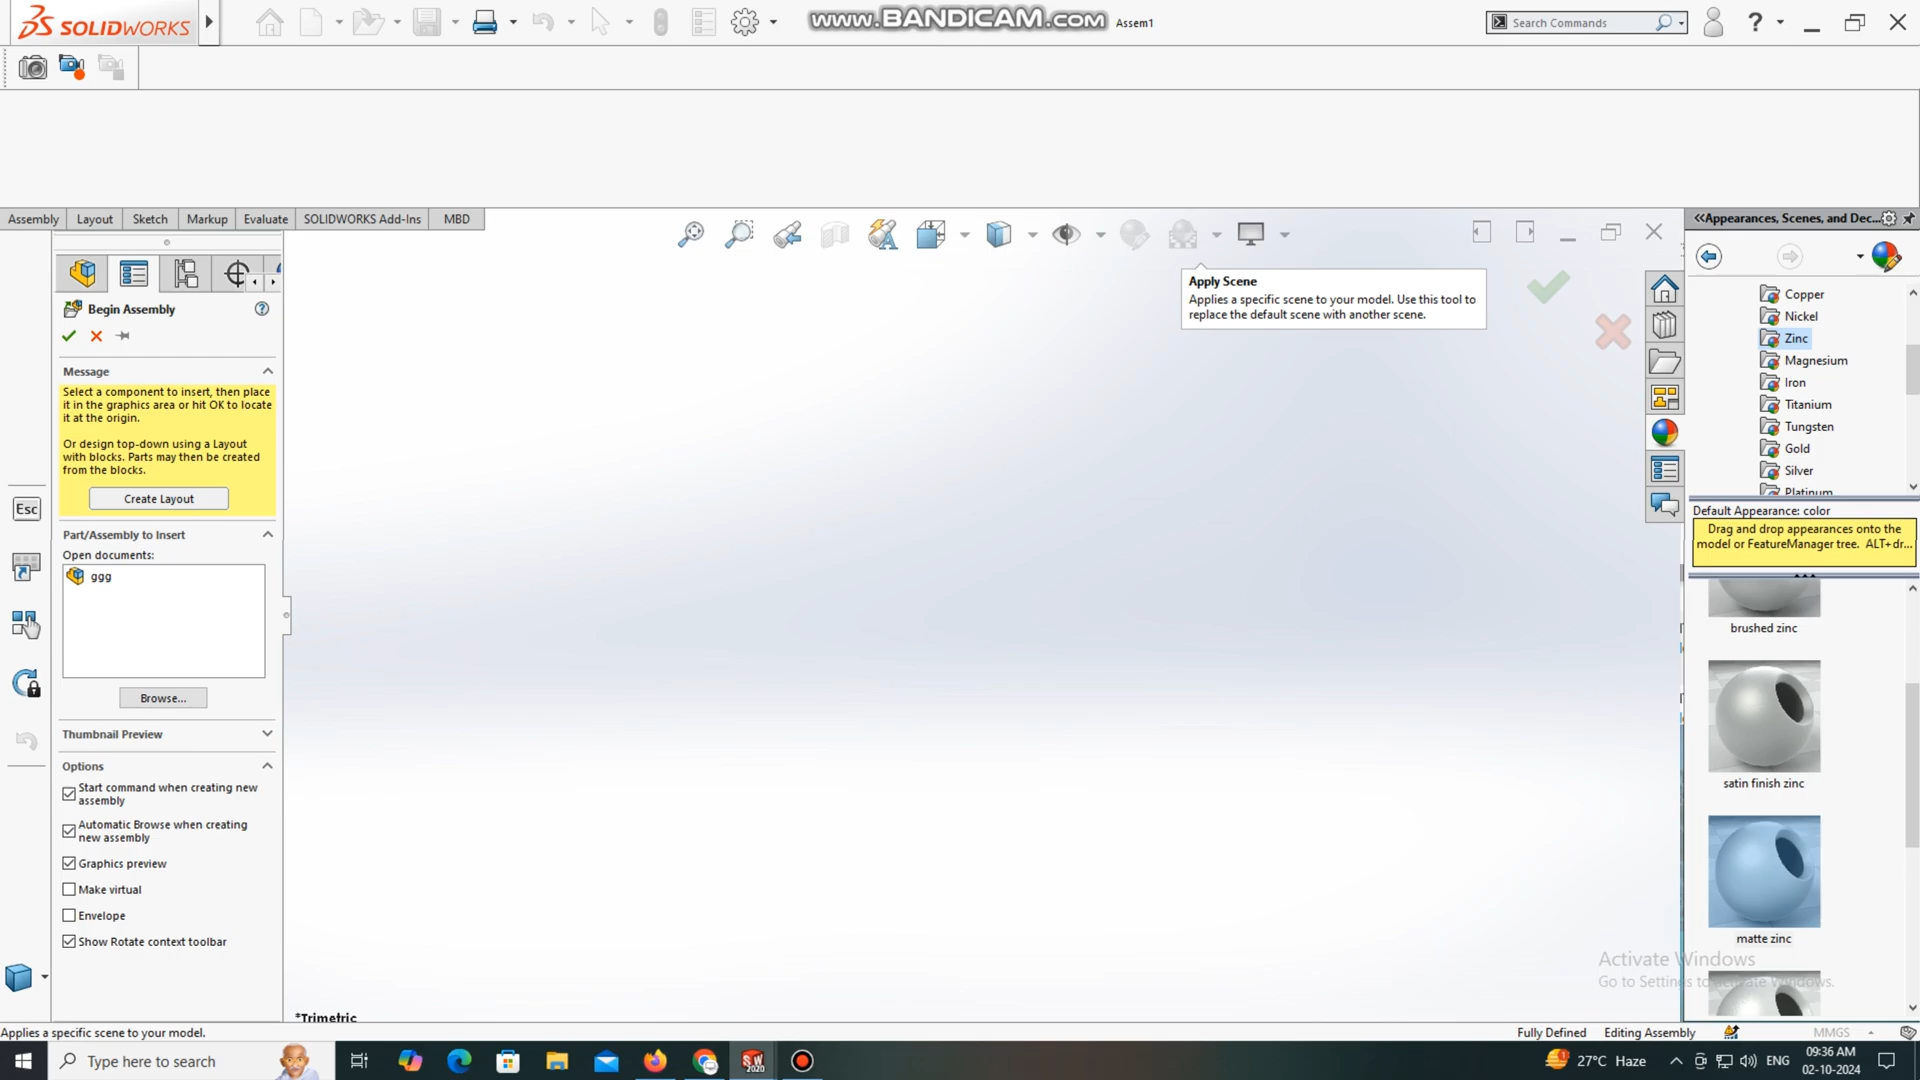 SOLIDWORKS
www.BANDICAM.com
Assem1
Search Commands
?
Assembly
Layout
Sketch
Markup
Evaluate
SOLIDWORKS Add-Ins
MBD
Begin Assembly
Message
Select a component to insert, then place
it in the graphics area or hit OK to locate
it at the origin.
Or design top-down using a Layout
with blocks. Parts may then be created
from the blocks.
Create Layout
Esc
Part/Assembly to Insert
Open documents:
ggg
Browse...
Thumbnail Preview
Options
Start command when creating new
assembly
Automatic Browse when creating
new assembly
Graphics preview
Make virtual
Envelope
Show Rotate context toolbar
Apply Scene
Applies a specific scene to your model. Use this tool to
replace the default scene with another scene.
*Trimetric
«Appearances, Scenes, and Dec...
Copper
Nickel
Zinc
Magnesium
Iron
Titanium
Tungsten
Gold
Silver
Platinum
Default Appearance: color
Drag and drop appearances onto the
model or FeatureManager tree. ALT+ dr...
brushed zinc
satin finish zinc
matte zinc
Activate Windows
Go to Settings to activate Windows.
Applies a specific scene to your model.
Fully Defined
Editing Assembly
MMGS
Type here to search
SW
2020
27°C Haze
ENG
09:36 AM
02-10-2024